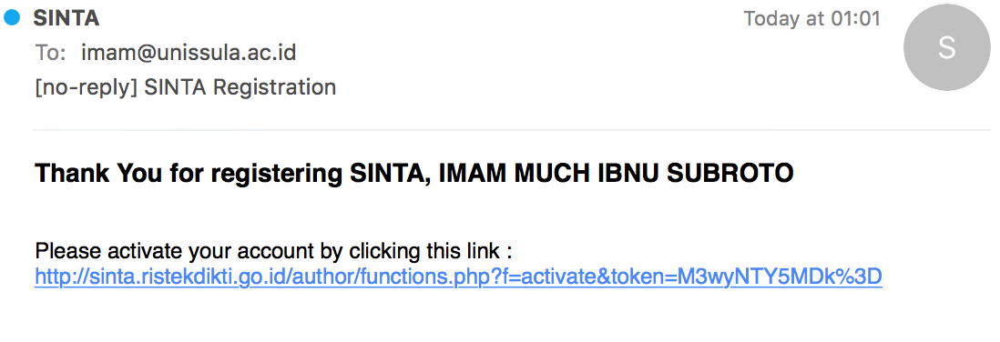 SINTA
Today at 01:01
S
To: imam@unissula.ac.id
[no-reply] SINTA Registration
Thank You for registering SINTA, IMAM MUCH IBNU SUBROTO
Please activate your account by clicking this link :
http://sinta.ristekdikti.go.id/author/functions.php?f=activate&token=M3wyNTY5MDk%3D